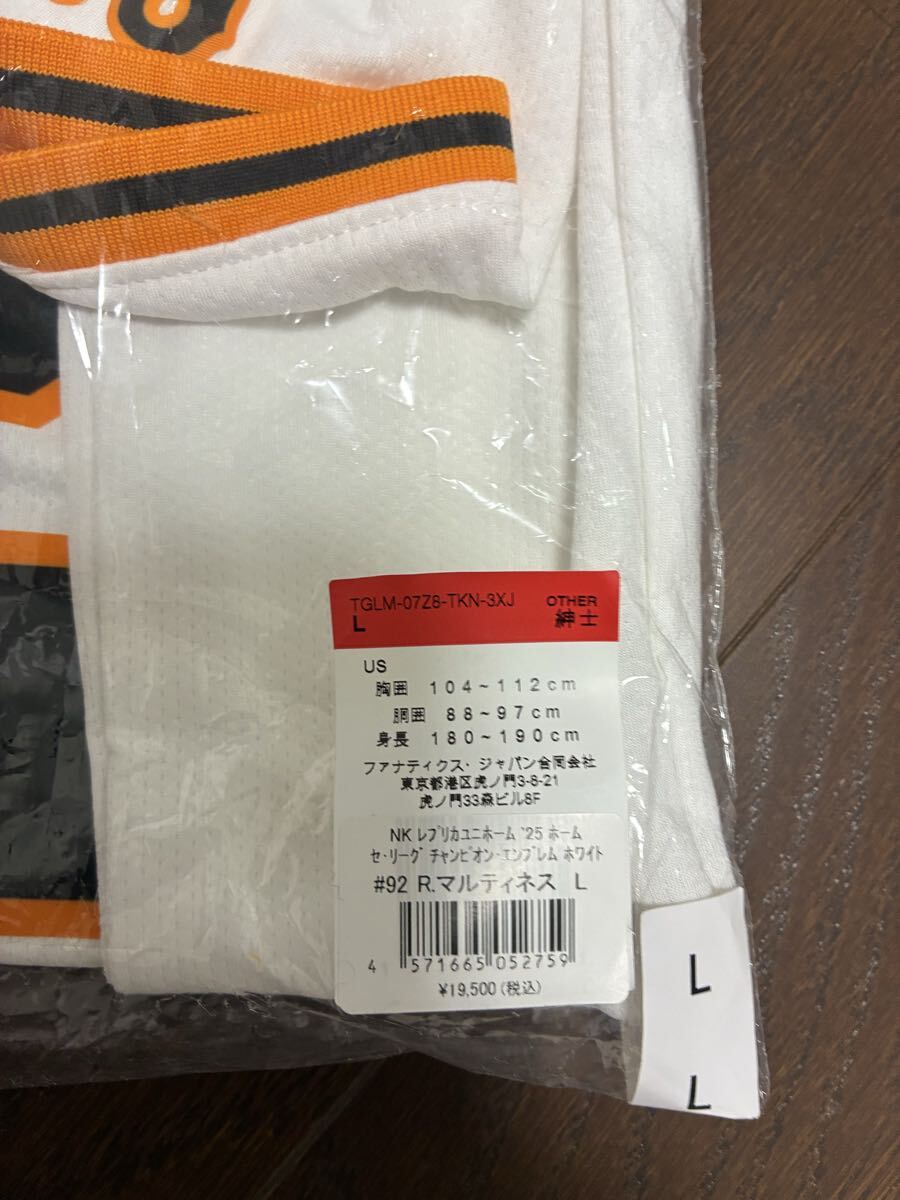 TGLM-07Z8-TKN-3XJ OTHER
L 紳士
US
胸囲 104~112cm
胴囲 88~97cm
身長 180~190cm
ファナティクス・ジャパン合同会社
東京都港区虎ノ門3-8-21
虎ノ門33森ビル8F
NK レプリカユニホーム '25 ホーム
セ・リーグ チャンピオン・エンブレム ホワイト
#92 R.マルティネス L
4 571665 052759
¥19,500(税込)
L
L